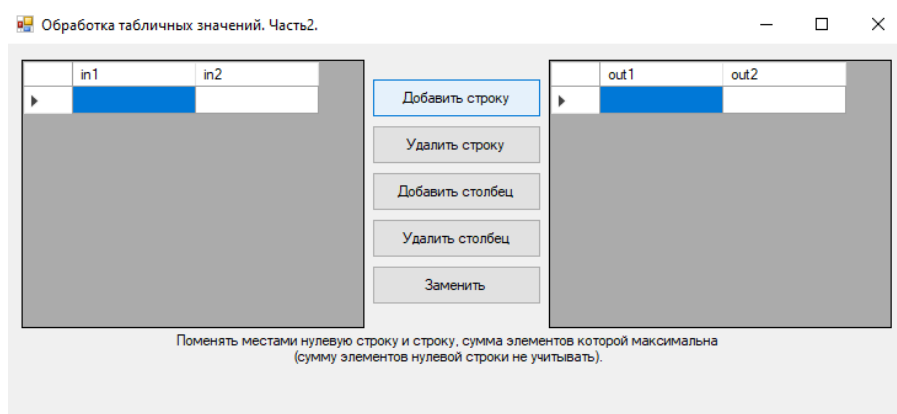 Обработка табличных значений. Часть2.
in1 in2
out1 out2
Добавить строку
Удалить строку
Добавить столбец
Удалить столбец
Заменить
Поменять местами нулевую строку и строку, сумма элементов которой максимальна
(сумму элементов нулевой строки не учитывать).